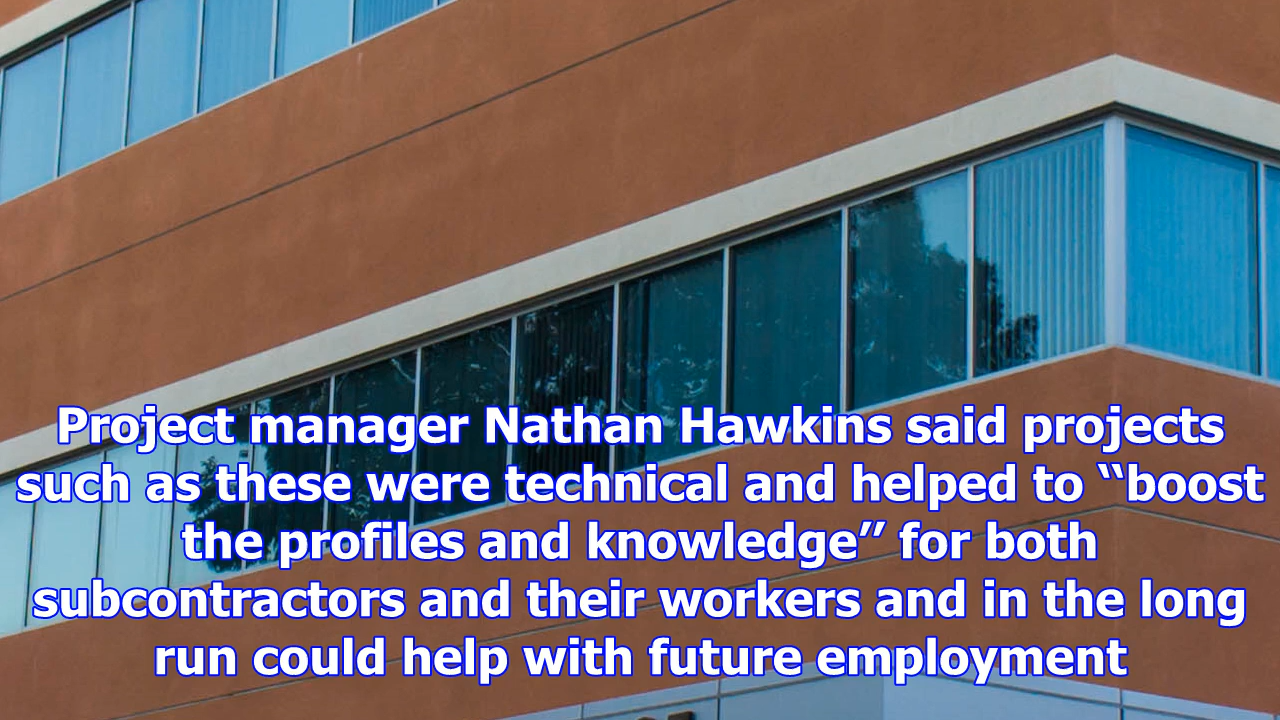 Project manager Nathan Hawkins said projects
such as these were technical and helped to ‘‘boost
the profiles and knowledge’’ for both
subcontractors and their workers and in the long
run could help with future employment